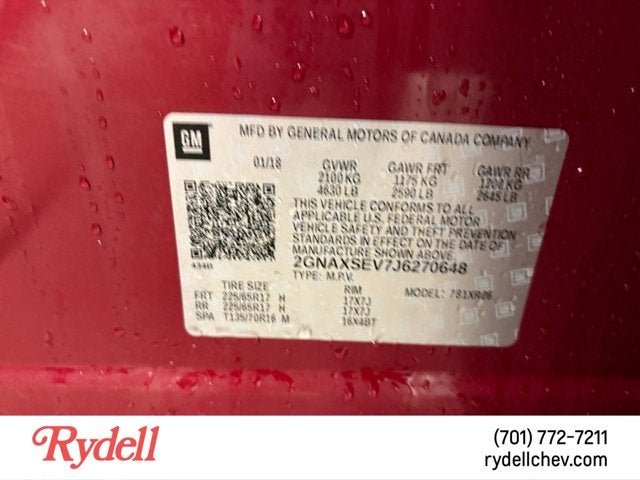 GM
MFD BY GENERAL MOTORS OF CANADA COMPANY
01/18 GVWR GAWR FRT GAWR RR
2100 KG 1175 KG 1200 KG
4630 LB 2590 LB 2645 LB
THIS VEHICLE CONFORMS TO ALL
APPLICABLE U.S. FEDERAL MOTOR
VEHICLE SAFETY AND THEFT PREVENTION
STANDARDS IN EFFECT ON THE DATE OF
MANUFACTURE SHOWN ABOVE.
2GNAXSEV7J6270648
TYPE: M.P.V. MODEL: 7S1XR26
TIRE SIZE RIM
FRT 225/65R17 H 17X7J
RR 225/65R17 H 17X7J
SPA T135/70R16 M 16X4BT
Rydell
(701) 772-7211
rydellchev.com